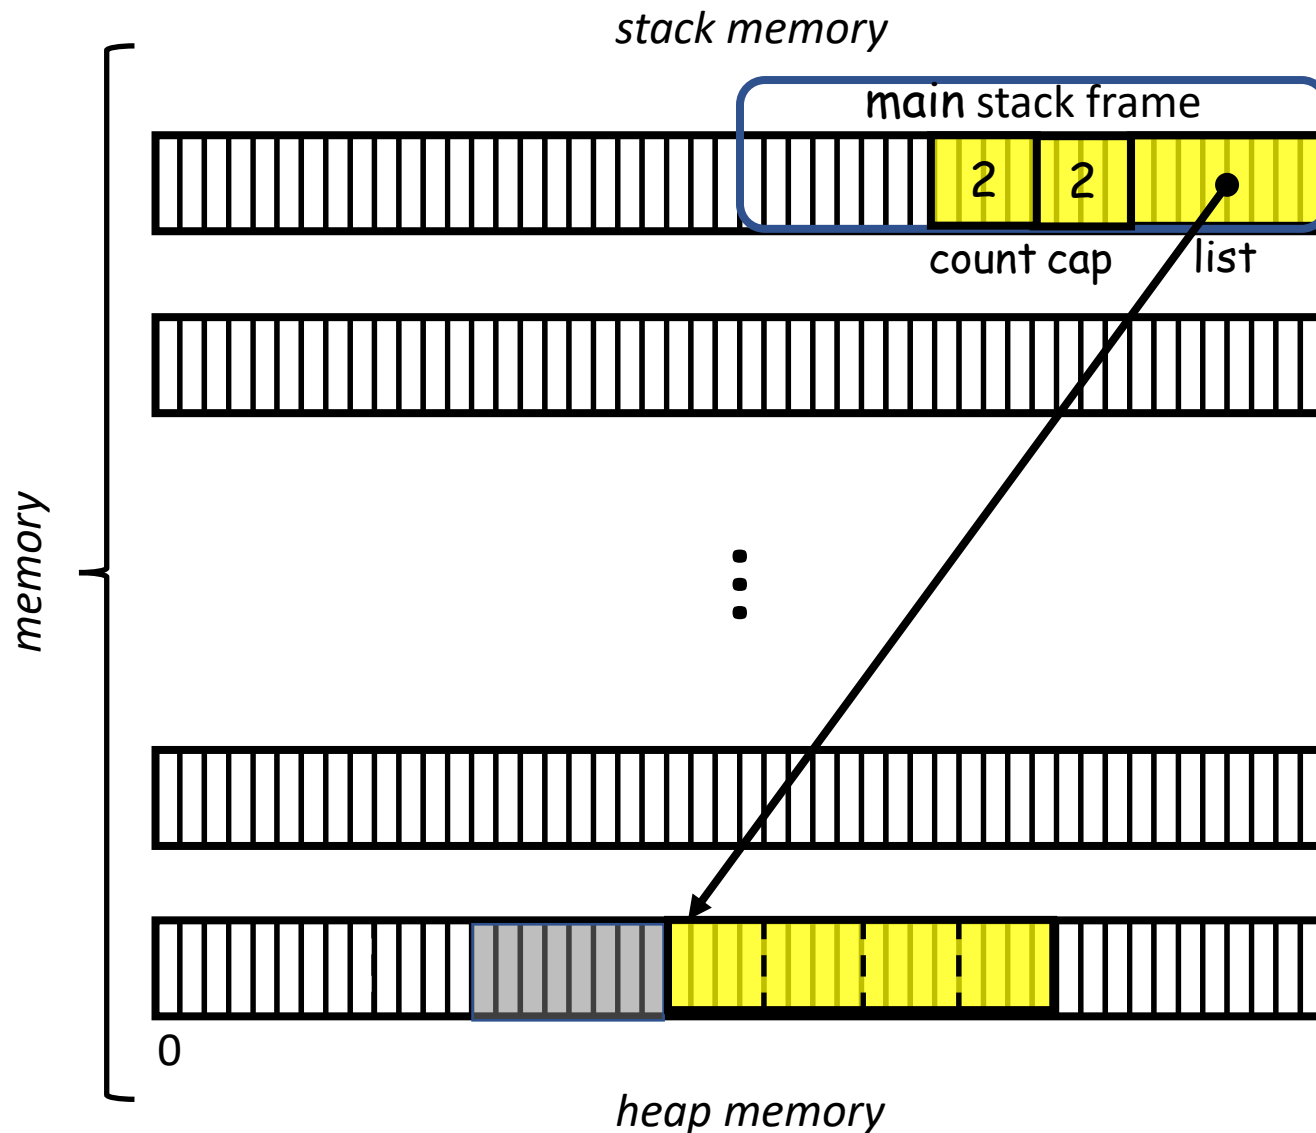 stack memory
main stack frame
2 2
count cap list
memory
0
heap memory